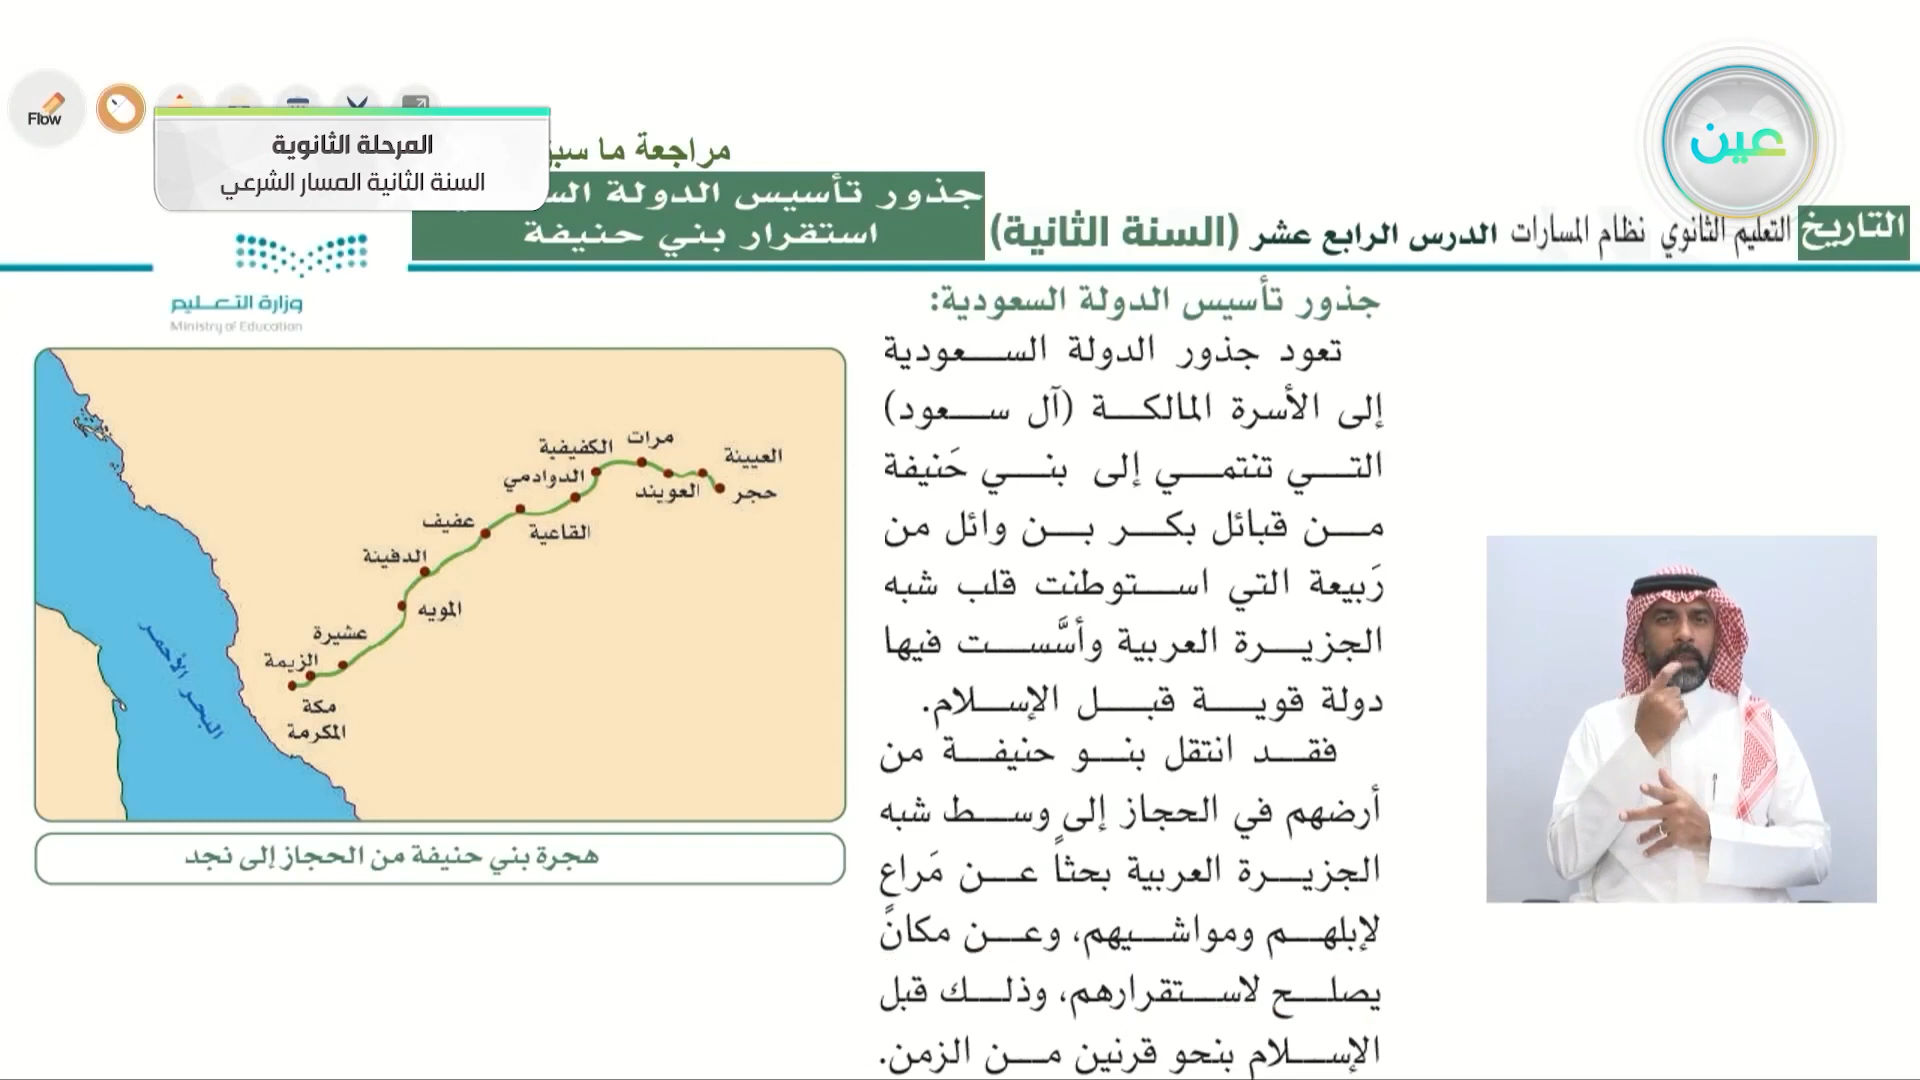 Flow
المرحلة الثانوية
السنة الثانية المسار الشرعي
عين
مراجعة ما
جذور تأسيس الدولة
استقرار بني حنيفة
التاريخ التعليم الثانوي نظام المسارات الدرس الرابع عشر (السنة الثانية)
وزارة التعليم
Ministry of Education
جذور تأسيس الدولة السعودية:
تعود جذور الدولة السعودية
إلى الأسرة المالكة (آل سعود)
التي تنتمي إلى بني حَنيفة
من قبائل بكر بن وائل من
رَبيعة التي استوطنت قلب شبه
الجزيرة العربية وأسَّست فيها
دولة قوية قبل الإسلام.
فقد انتقل بنو حنيفة من
أرضهم في الحجاز إلى وسط شبه
الجزيرة العربية بحثاً عن مَراعٍ
لإبلهم ومواشيهم، وعن مكانً
يصلح لاستقرارهم، وذلك قبل
الإسلام بنحو قرنين من الزمن.
العيينة
حجر
مرات
العويند
الكفيفية
الدوادمي
القاعية
عفيف
الدفينة
المويه
عشيرة
الزيمة
مكة
المكرمة
البحر الأحمر
هجرة بني حنيفة من الحجاز إلى نجد